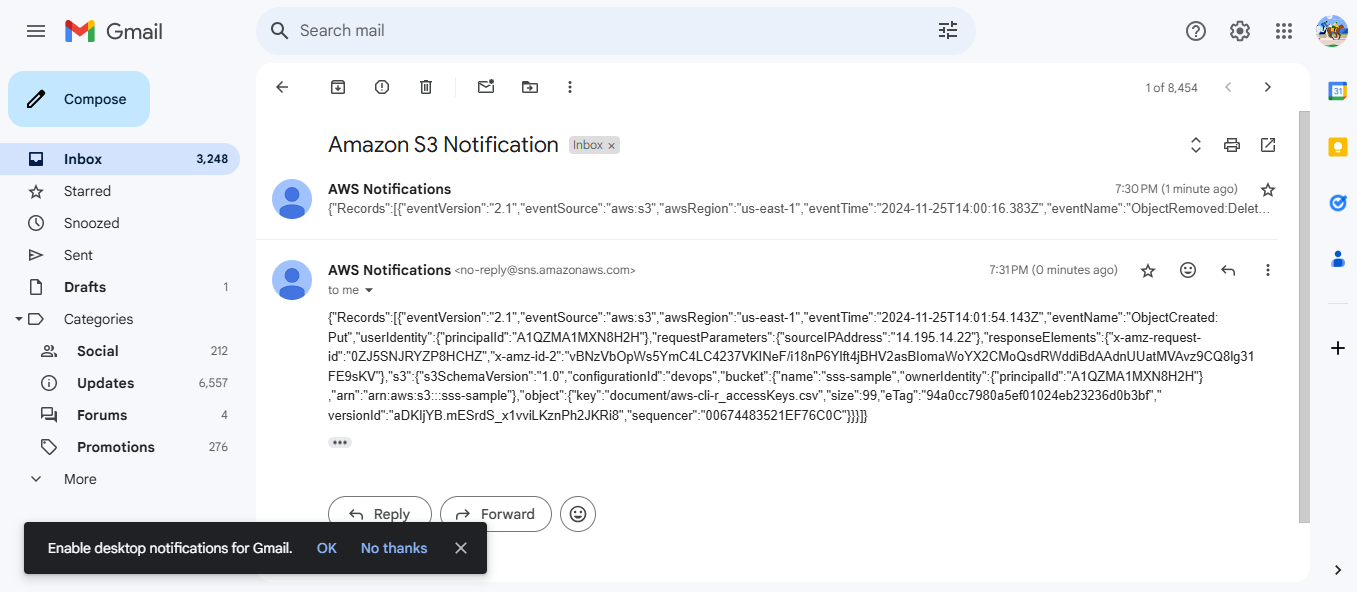 Gmail
Search mail
Compose
1 of 8,454
Inbox 3,248
Starred
Snoozed
Sent
Drafts 1
Categories
Social 212
Updates 6,557
Forums 4
Promotions 276
More
Amazon S3 Notification Inbox ×
AWS Notifications 7:30 PM (1 minute ago)
{"Records":[{"eventVersion":"2.1","eventSource":"aws:s3","awsRegion":"us-east-1","eventTime":"2024-11-25T14:00:16.383Z","eventName":"ObjectRemoved:Delet...
AWS Notifications <no-reply@sns.amazonaws.com> 7:31 PM (0 minutes ago)
to me
{"Records":[{"eventVersion":"2.1","eventSource":"aws:s3","awsRegion":"us-east-1","eventTime":"2024-11-25T14:01:54.143Z","eventName":"ObjectCreated:
Put","userIdentity":{"principalId":"A1QZMA1MXN8H2H"},"requestParameters":{"sourceIPAddress":"14.195.14.22"},"responseElements":{"x-amz-request-
id":"0ZJ5SNJRYZP8HCHZ","x-amz-id-2":"vBNzVbOpWs5YmC4LC4237VKINeF/i18nP6YIft4jBHV2asBIomaWoYX2CMoQsdRWddiBdAAdnUUatMVAvz9CQ8lg31
FE9sKV"},"s3":{"s3SchemaVersion":"1.0","configurationId":"devops","bucket":{"name":"sss-sample","ownerIdentity":{"principalId":"A1QZMA1MXN8H2H"}
,"arn":"arn:aws:s3:::sss-sample"},"object":{"key":"document/aws-cli-r_accessKeys.csv","size":99,"eTag":"94a0cc7980a5ef01024eb23236d0b3bf","
versionId":"aDKIjYB.mESrdS_x1vviLKznPh2JKRi8","sequencer":"00674483521EF76C0C"}}}]}
Reply
Forward
Enable desktop notifications for Gmail. OK No thanks
31